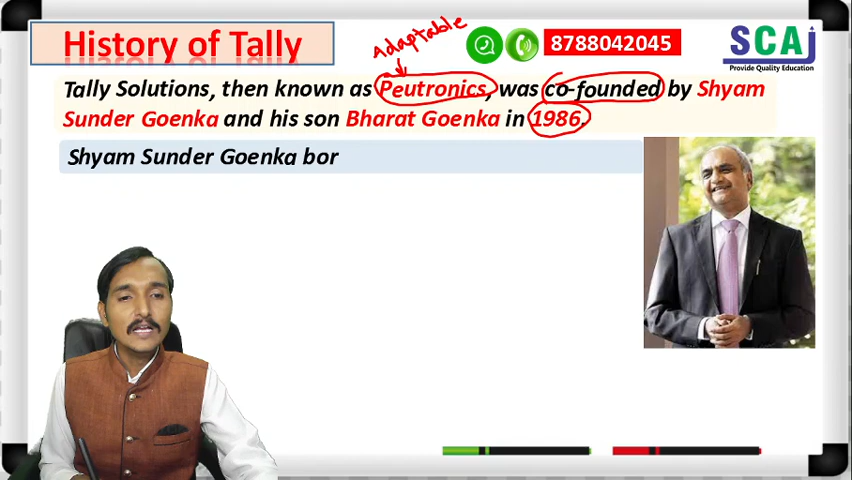 History of Tally
Adaptable
8788042045
SCA
Provide Quality Education
Tally Solutions, then known as Peutronics, was co-founded by Shyam
Sunder Goenka and his son Bharat Goenka in 1986.
Shyam Sunder Goenka bor